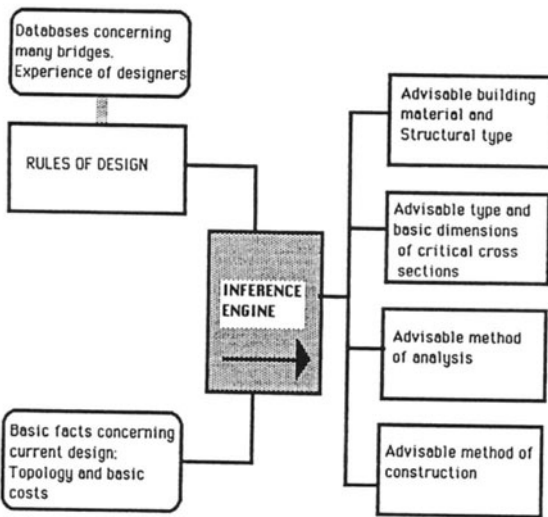 Databases concerning
many bridges.
Experience of designers
RULES OF DESIGN
INFERENCE
ENGINE
Basic facts concerning
current design;
Topology and basic
costs
Advisable building
material and
Structural type
Advisable type and
basic dimensions
of critical cross
sections
Advisable method
of analysis
Advisable method of
construction